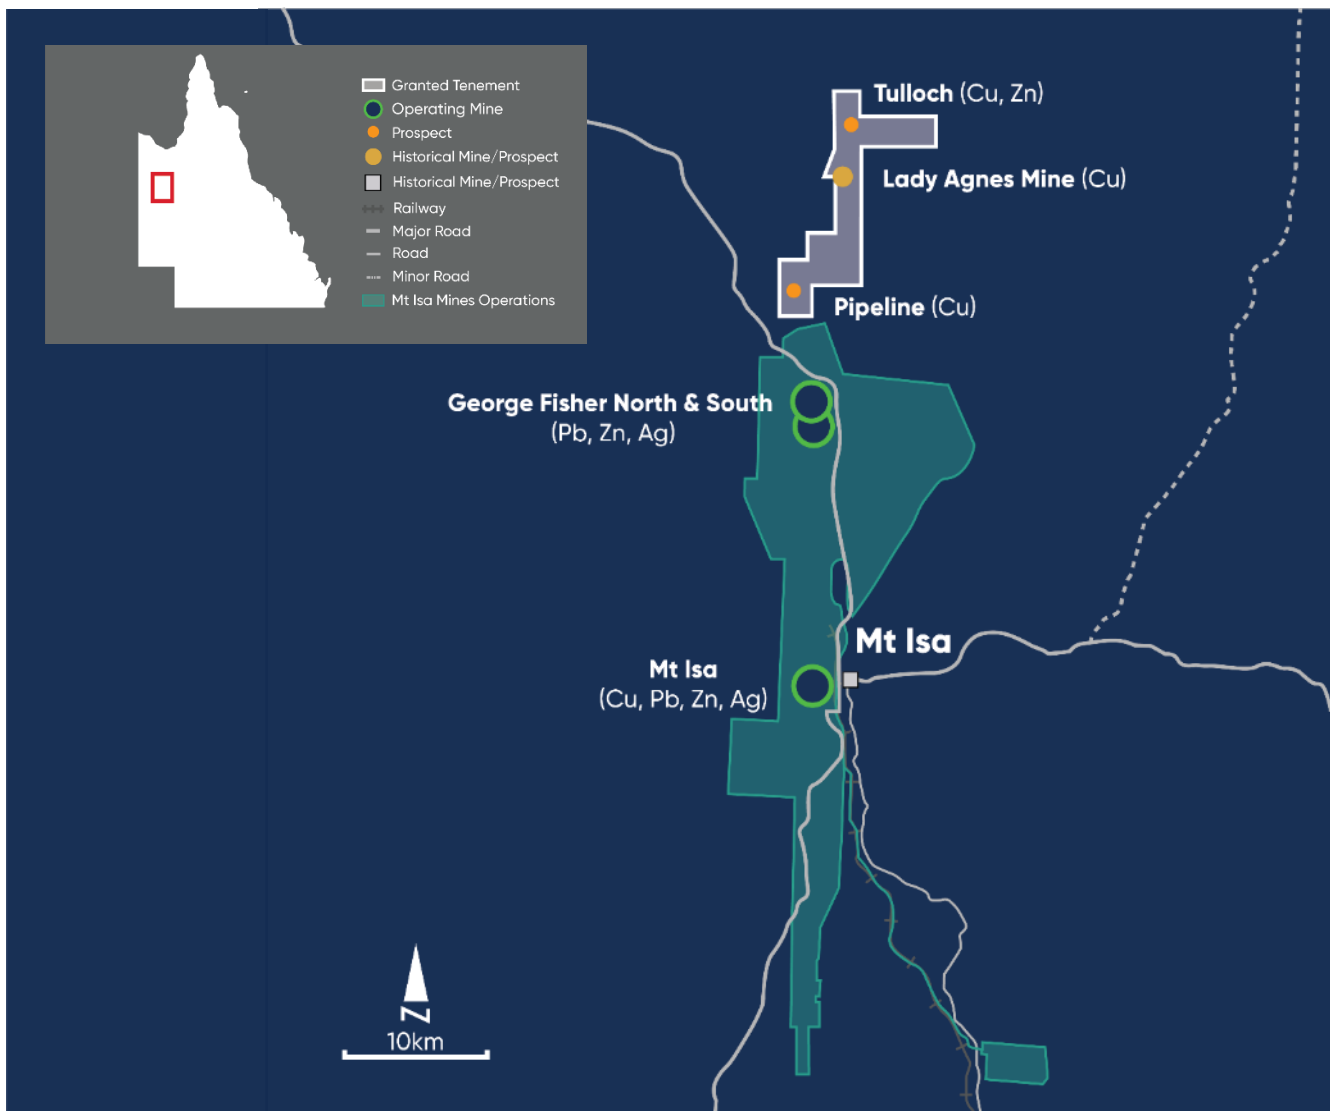 Granted Tenement
Operating Mine
Prospect
Historical Mine/Prospect
Historical Mine/Prospect
Railway
Major Road
Road
Minor Road
Mt Isa Mines Operations
Tulloch (Cu, Zn)
Lady Agnes Mine (Cu)
Pipeline (Cu)
George Fisher North & South
(Pb, Zn, Ag)
Mt Isa
Mt Isa
(Cu, Pb, Zn, Ag)
N
10km